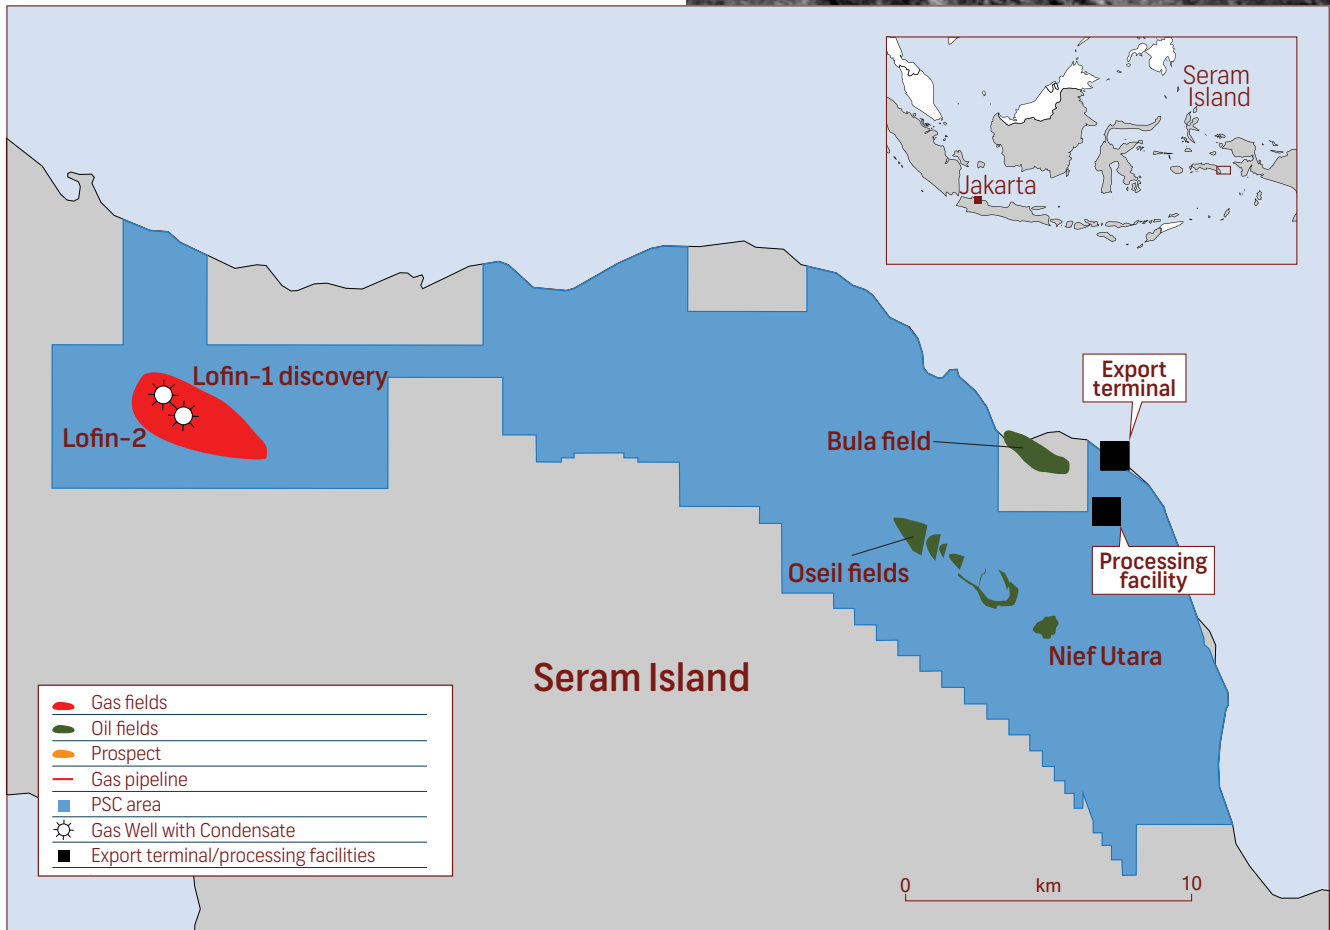 Seram
Island
Jakarta
Export
terminal
Lofin-1 discovery
Lofin-2
Bula field
Processing
facility
Oseil fields
Nief Utara
Seram Island
Gas fields
Oil fields
Prospect
Gas pipeline
PSC area
Gas Well with Condensate
Export terminal/processing facilities
0 km 10